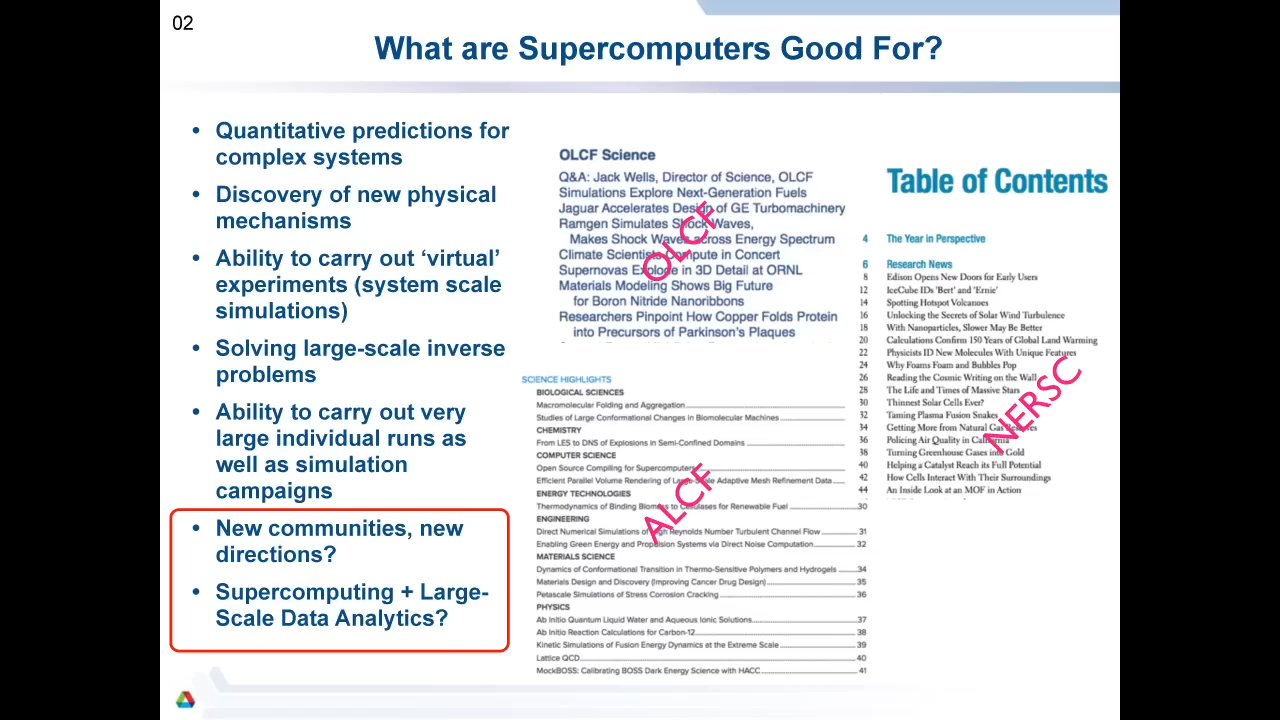 02
What are Supercomputers Good For?
• Quantitative predictions for
complex systems
• Discovery of new physical
mechanisms
• Ability to carry out ‘virtual’
experiments (system scale
simulations)
• Solving large-scale inverse
problems
• Ability to carry out very
large individual runs as
well as simulation
campaigns
• New communities, new
directions?
• Supercomputing + Large-
Scale Data Analytics?
OLCF Science
Q&A: Jack Wells, Director of Science, OLCF
Simulations Explore Next-Generation Fuels
Jaguar Accelerates Design of GE Turbomachinery
Ramgen Simulates Shock Waves,
Makes Shock Waves across Energy Spectrum
Climate Scientists Compute in Concert
Supernovas Explode in 3D Detail at ORNL
Materials Modeling Shows Big Future
for Boron Nitride Nanoribbons
Researchers Pinpoint How Copper Folds Protein
into Precursors of Parkinson's Plaques
OLCF
SCIENCE HIGHLIGHTS
BIOLOGICAL SCIENCES
Macromolecular Folding and Aggregation
Studies of Large Conformational Changes in Biomolecular Machines
CHEMISTRY
From LES to DNS of Explosions in Semi-Confined Domains
COMPUTER SCIENCE
Open Source Compiling for Supercomputers
Efficient Parallel Volume Rendering of Large-Scale Adaptive Mesh Refinement Data
ENERGY TECHNOLOGIES
Thermodynamics of Binding Biomass to Cellulases for Renewable Fuel 30
ENGINEERING
Direct Numerical Simulations of High Reynolds Number Turbulent Channel Flow 31
Enabling Green Energy and Propulsion Systems via Direct Noise Computation 32
MATERIALS SCIENCE
Dynamics of Conformational Transition in Thermo-Sensitive Polymers and Hydrogels 34
Materials Design and Discovery (Improving Cancer Drug Design) 35
Petascale Simulations of Stress Corrosion Cracking 36
PHYSICS
Ab Initio Quantum Liquid Water and Aqueous Ionic Solutions 37
Ab Initio Reaction Calculations for Carbon-12 38
Kinetic Simulations of Fusion Energy Dynamics at the Extreme Scale 39
Lattice QCD 40
MockBOSS: Calibrating BOSS Dark Energy Science with HACC 41
ALCF
Table of Contents
4 The Year in Perspective
6 Research News
8 Edison Opens New Doors for Early Users
12 IceCube IDs 'Bert' and 'Ernie'
14 Spotting Hotspot Volcanoes
16 Unlocking the Secrets of Solar Wind Turbulence
18 With Nanoparticles, Slower May Be Better
20 Calculations Confirm 150 Years of Global Land Warming
22 Physicists ID New Molecules With Unique Features
24 Why Foams Foam and Bubbles Pop
26 Reading the Cosmic Writing on the Wall
28 The Life and Times of Massive Stars
30 Thinnest Solar Cells Ever?
32 Taming Plasma Fusion Snakes
34 Getting More from Natural Gas Reserves
36 Policing Air Quality in California
38 Turning Greenhouse Gases into Gold
40 Helping a Catalyst Reach its Full Potential
42 How Cells Interact With Their Surroundings
44 An Inside Look at an MOF in Action
NERSC